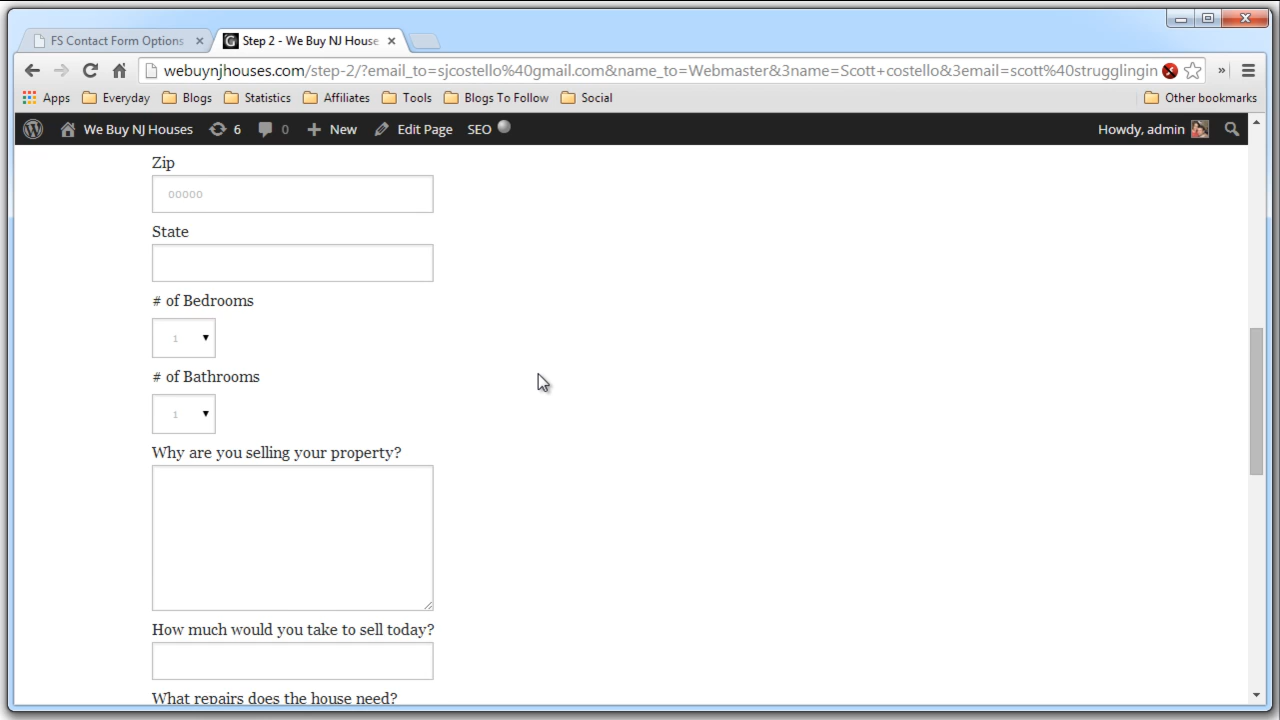 FS Contact Form Options
Step 2 - We Buy NJ House
webuynjhouses.com/step-2/?email_to=sjcostello%40gmail.com&name_to=Webmaster&3name=Scott+costello&3email=scott%40strugglingin
»
Apps Everyday Blogs Statistics Affiliates Tools Blogs To Follow Social Other bookmarks
We Buy NJ Houses 6 0 New Edit Page SEO Howdy, admin
Zip
00000
State
# of Bedrooms
1
# of Bathrooms
1
Why are you selling your property?
How much would you take to sell today?
What repairs does the house need?